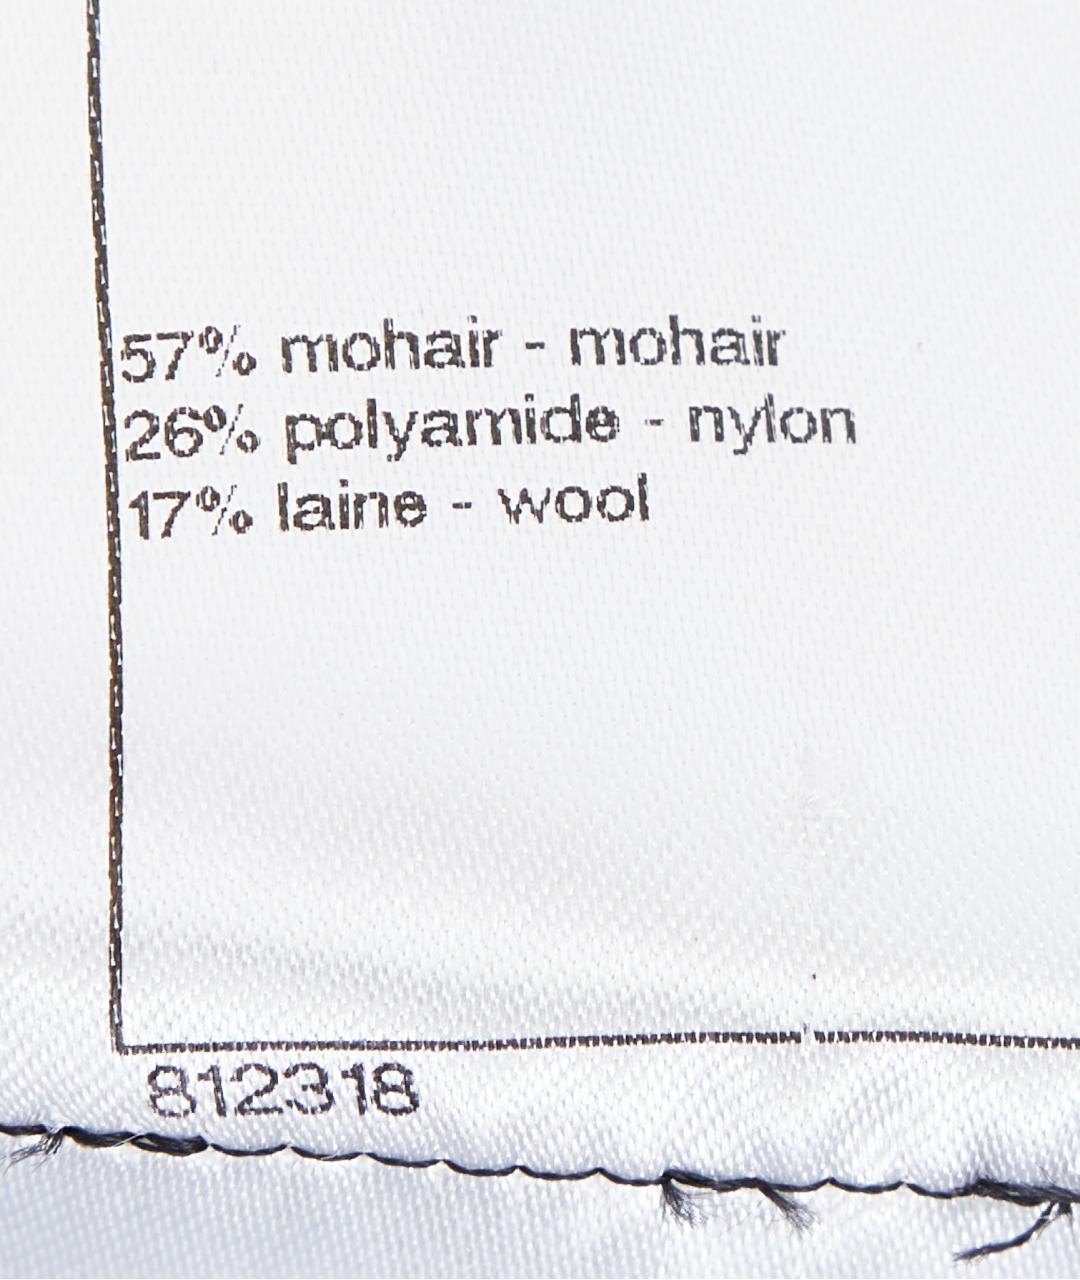 57% mohair - mohair
26% polyamide - nylon
17% laine - wool
812318